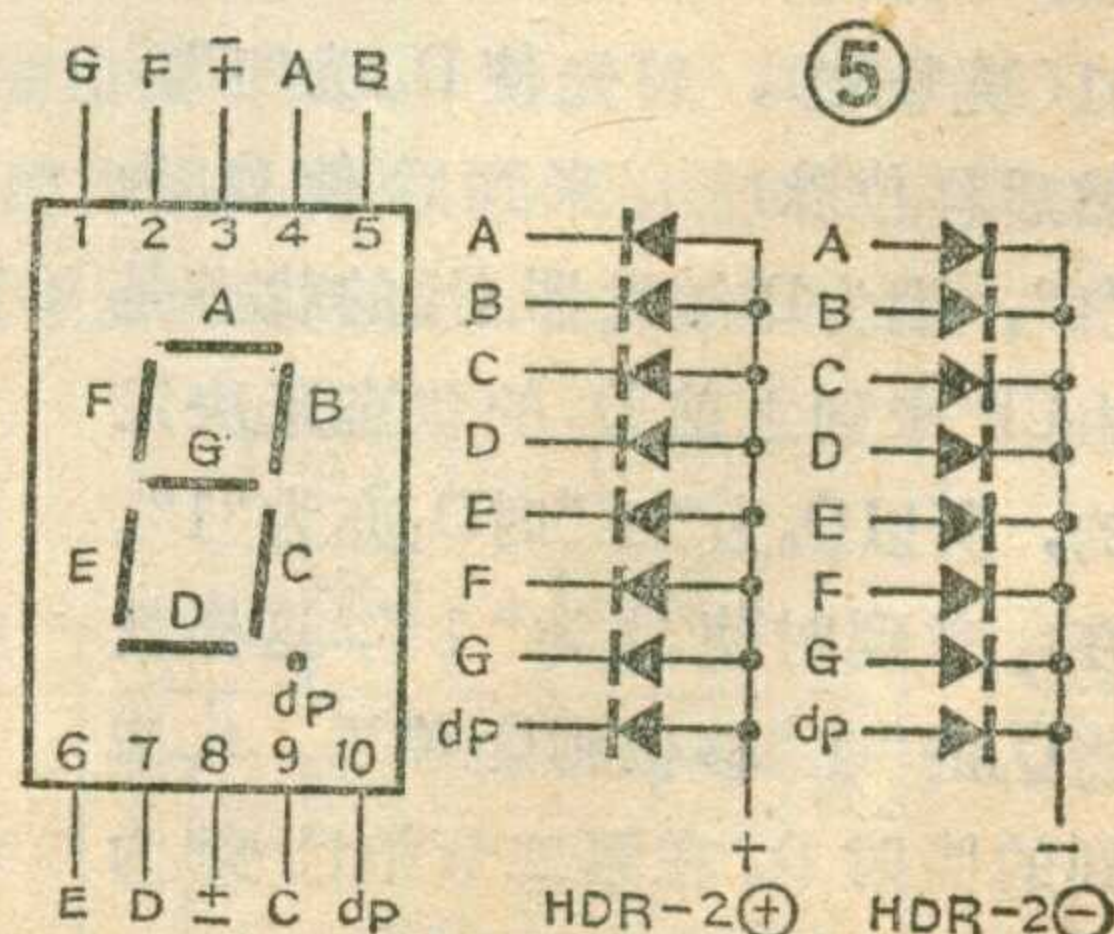 ⑤
G F ∓ A B
1 2 3 4 5
A
F B
G
E C
D
dp
6 7 8 9 10
E D ± C dp
A
B
C
D
E
F
G
dp
+
HDR-2⊕
A
B
C
D
E
F
G
dp
−
HDR-2⊖